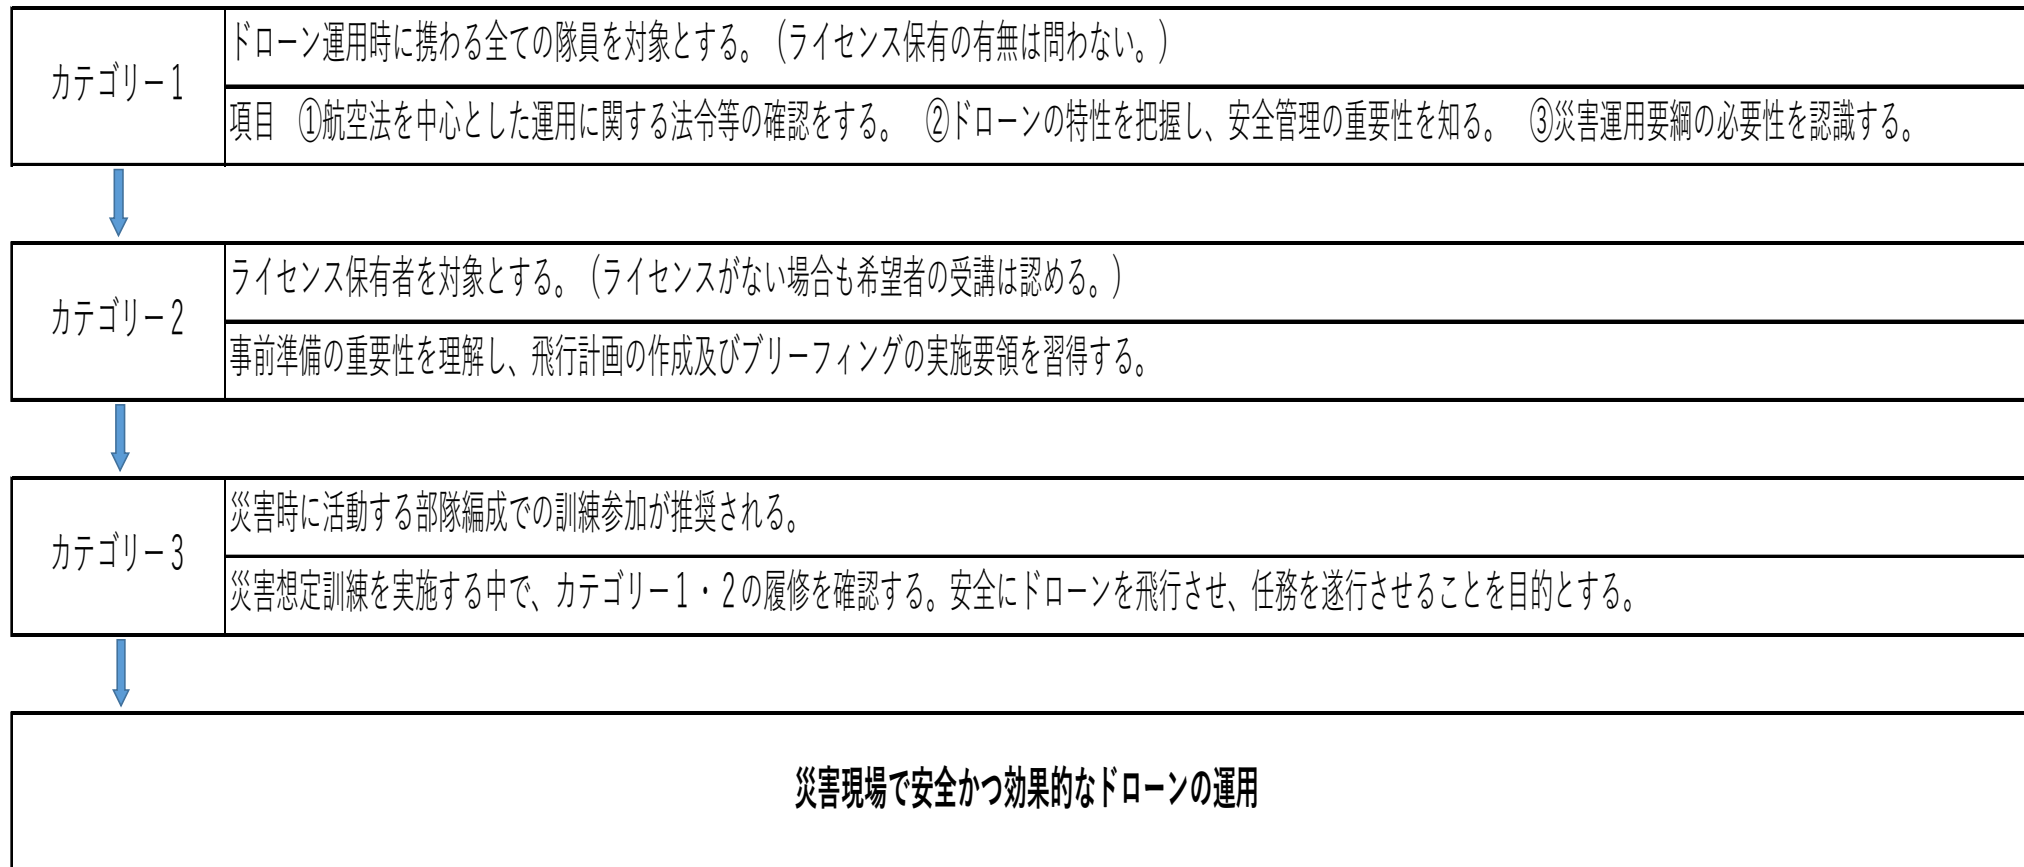 カテゴリー1
ドローン運用時に携わる全ての隊員を対象とする。（ライセンス保有の有無は問わない。）
項目　①航空法を中心とした運用に関する法令等の確認をする。　②ドローンの特性を把握し、安全管理の重要性を知る。　③災害運用要綱の必要性を認識する。
カテゴリー2
ライセンス保有者を対象とする。（ライセンスがない場合も希望者の受講は認める。）
事前準備の重要性を理解し、飛行計画の作成及びブリーフィングの実施要領を習得する。
カテゴリー3
災害時に活動する部隊編成での訓練参加が推奨される。
災害想定訓練を実施する中で、カテゴリー1・2の履修を確認する。安全にドローンを飛行させ、任務を遂行させることを目的とする。
災害現場で安全かつ効果的なドローンの運用